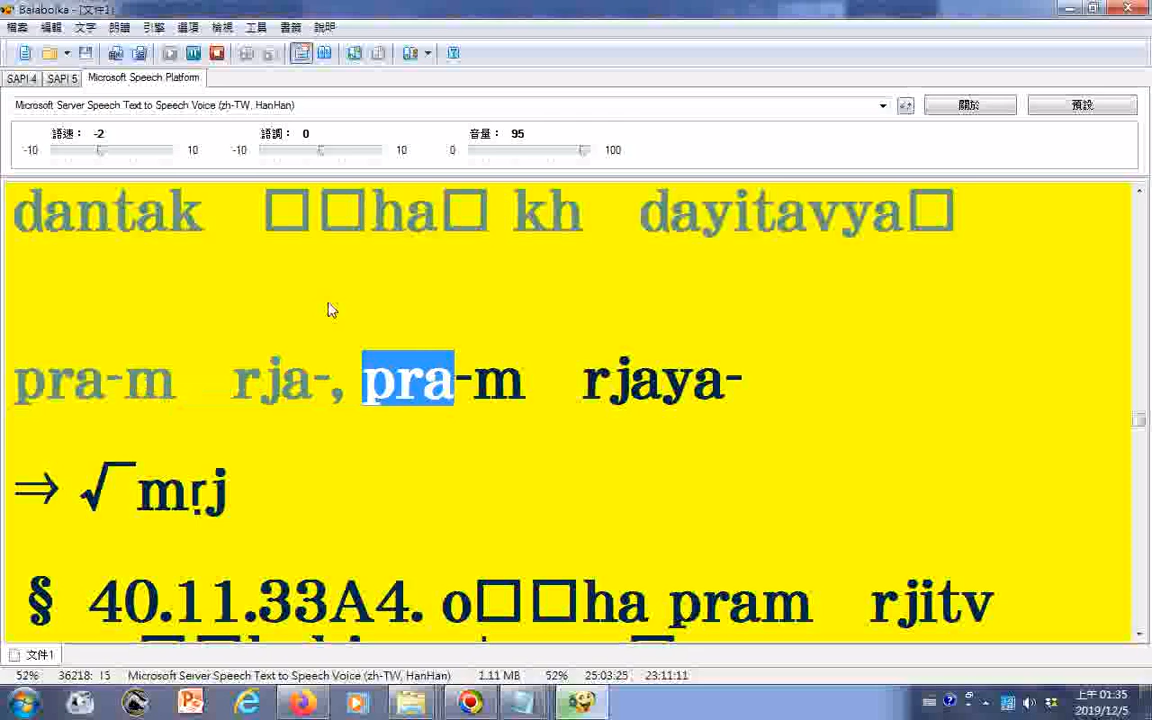 Balabolka - [文件1]
檔案 編輯 文字 朗讀 引擎 選項 檢視 工具 書籤 說明
SAPI 4 SAPI 5 Microsoft Speech Platform
Microsoft Server Speech Text to Speech Voice (zh-TW, HanHan) 關於 預設
語速： -2 語調： 0 音量： 95
-10 10 -10 10 0 100
dantak □□ha□ kh dayitavya□
pra-m rja-, pra-m rjaya-
⇒ √mṛj
§ 40.11.33A4. o□□ha pram rjitv
文件1
52% 36218: 15 Microsoft Server Speech Text to Speech Voice (zh-TW, HanHan) 1.11 MB 52% 25:03:25 23:11:11
上午 01:35
2019/12/5